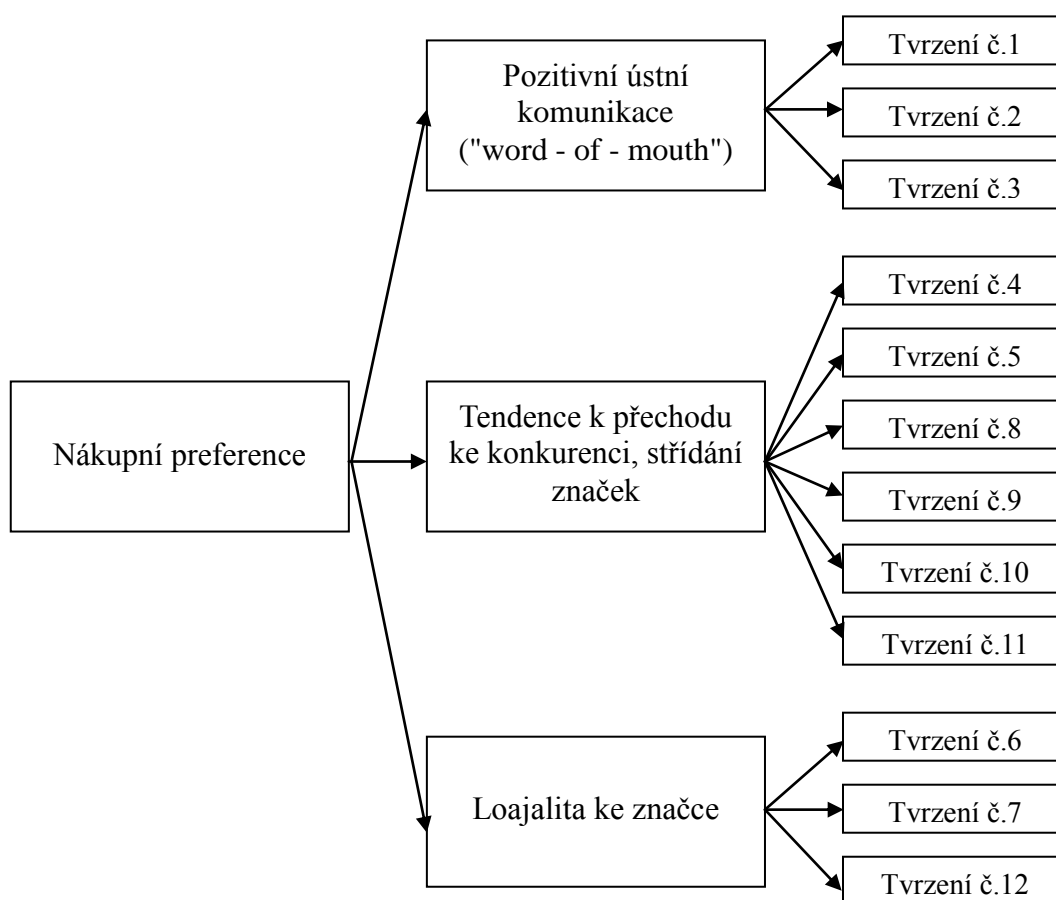 Nákupní preference
Pozitivní ústní
komunikace
("word - of - mouth")
Tvrzení č.1
Tvrzení č.2
Tvrzení č.3
Tendence k přechodu
ke konkurenci, střídání
značek
Tvrzení č.4
Tvrzení č.5
Tvrzení č.8
Tvrzení č.9
Tvrzení č.10
Tvrzení č.11
Loajalita ke značce
Tvrzení č.6
Tvrzení č.7
Tvrzení č.12